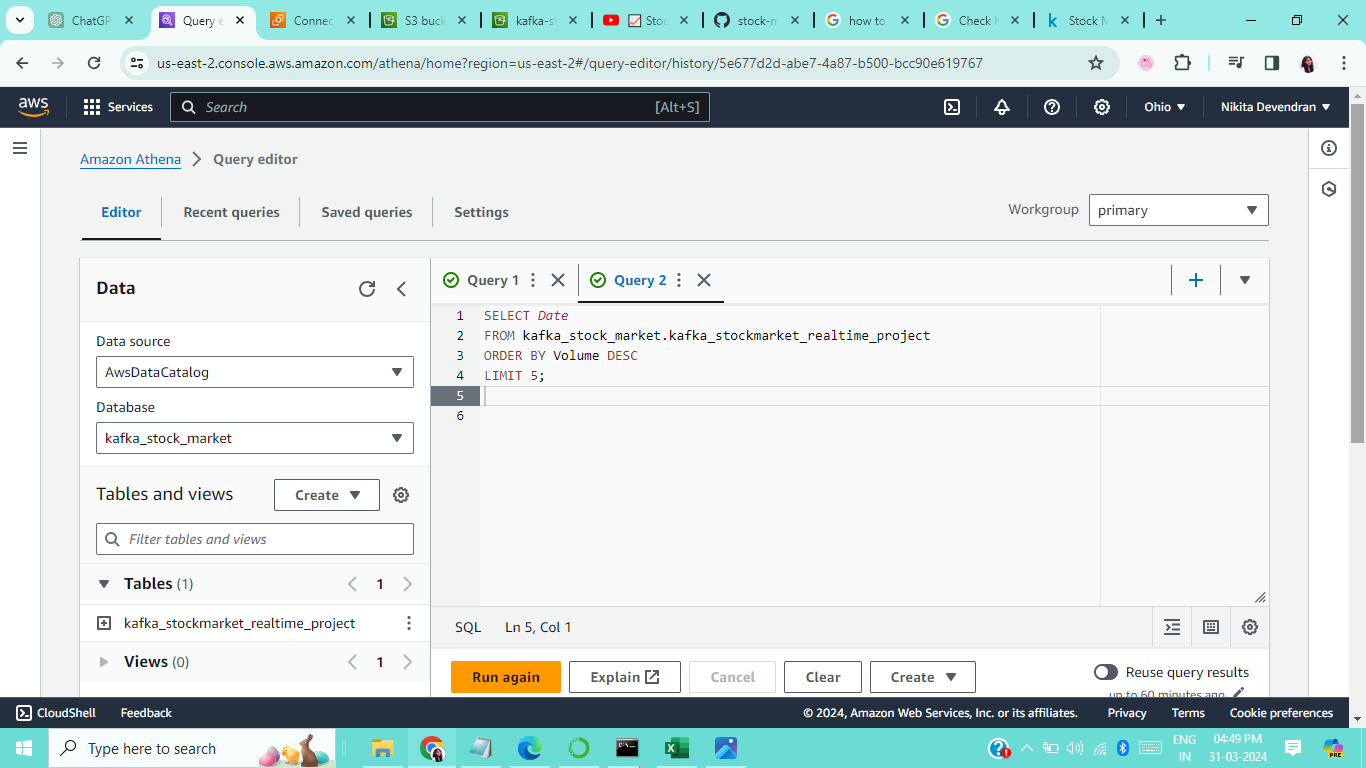 ChatGP
Query e
Connec
S3 buck
kafka-st
Stoc
stock-m
how to
Check
Stock M
us-east-2.console.aws.amazon.com/athena/home?region=us-east-2#/query-editor/history/5e677d2d-abe7-4a87-b500-bcc90e619767
aws
Services
Search
[Alt+S]
Ohio
Nikita Devendran
Amazon Athena
Query editor
Editor
Recent queries
Saved queries
Settings
Workgroup
primary
Data
Data source
AwsDataCatalog
Database
kafka_stock_market
Tables and views
Create
Filter tables and views
Tables (1)
1
kafka_stockmarket_realtime_project
Views (0)
1
Query 1
Query 2
1 SELECT Date
2 FROM kafka_stock_market.kafka_stockmarket_realtime_project
3 ORDER BY Volume DESC
4 LIMIT 5;
5
6
SQL Ln 5, Col 1
Run again
Explain
Cancel
Clear
Create
Reuse query results
up to 60 minutes ago
CloudShell
Feedback
© 2024, Amazon Web Services, Inc. or its affiliates.
Privacy
Terms
Cookie preferences
Type here to search
ENG
IN
04:49 PM
31-03-2024
PRE